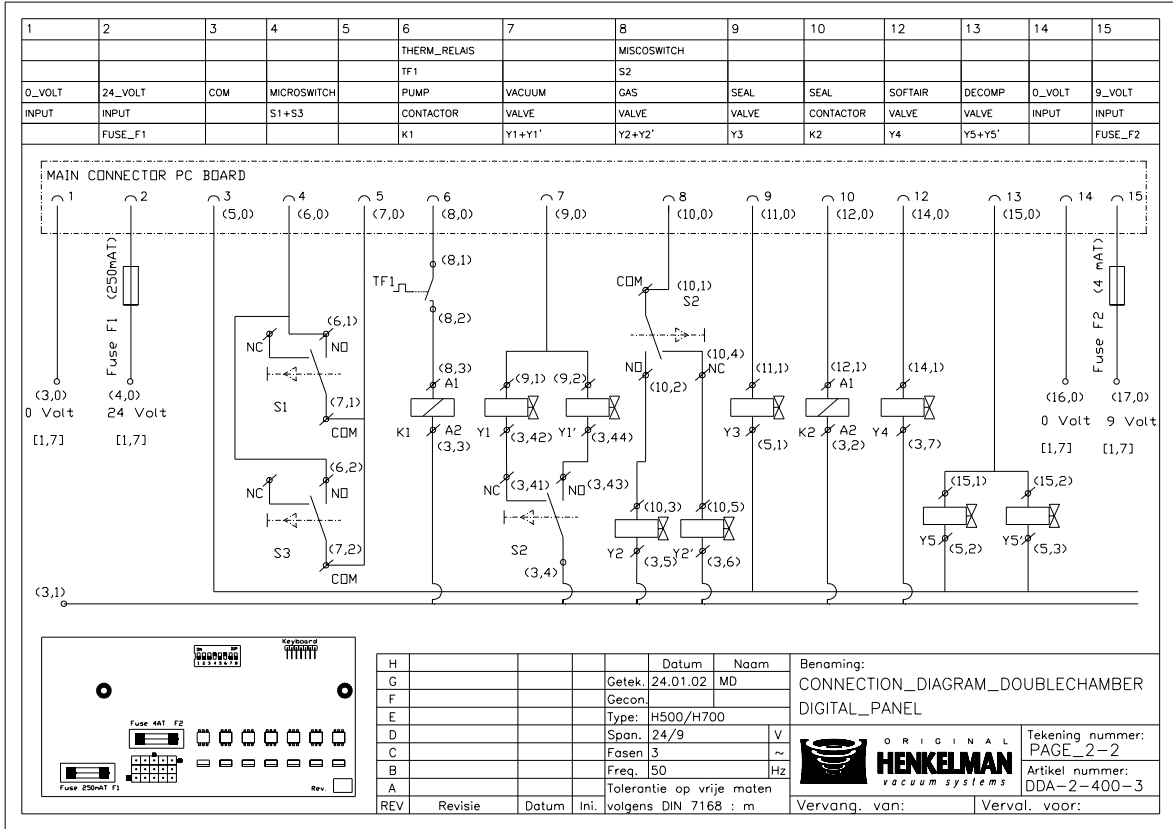 1 2 3 4 5 6 7 8 9 10 12 13 14 15
THERM_RELAIS MISCOSWITCH
TF1 S2
0_VOLT 24_VOLT COM MICROSWITCH PUMP VACUUM GAS SEAL SEAL SOFTAIR DECOMP 0_VOLT 9_VOLT
INPUT INPUT S1+S3 CONTACTOR VALVE VALVE VALVE CONTACTOR VALVE VALVE INPUT INPUT
FUSE_F1 K1 Y1+Y1' Y2+Y2' Y3 K2 Y4 Y5+Y5' FUSE_F2
MAIN CONNECTOR PC BOARD
1 2 3 4 5 6 7 8 9 10 12 13 14 15
(5,0) (6,0) (7,0) (8,0) (9,0) (10,0) (11,0) (12,0) (14,0) (15,0)
Fuse F1 (250mAT)
Fuse F2 (4 mAT)
(8,1)
TF1
(8,2)
COM (10,1)
S2
(6,1)
NC NO
S1
(7,1)
COM
(8,3)
A1
K1 A2
(3,3)
(9,1) (9,2)
Y1 (3,42) Y1' (3,44)
NO (10,4)
(10,2) NC
(11,1)
Y3 (5,1)
(12,1)
A1
K2 A2
(3,2)
(14,1)
Y4 (3,7)
(3,0)
0 Volt
[1,7]
(4,0)
24 Volt
[1,7]
(16,0)
0 Volt
[1,7]
(17,0)
9 Volt
[1,7]
(6,2)
NC NO
S3
(7,2)
COM
(3,41) (3,43)
NC NO
S2
(3,4)
(10,3) (10,5)
Y2 (3,5) Y2' (3,6)
(15,1) (15,2)
Y5 (5,2) Y5' (5,3)
(3,1)
ON DIP
1 2 3 4 5 6 7 8
Keyboard
Fuse 4AT F2
Fuse 250mAT F1
Rev.
H Datum Naam
G Getek. 24.01.02 MD
F Gecon.
E Type: H500/H700
D Span. 24/9 V
C Fasen 3 ~
B Freq. 50 Hz
A Tolerantie op vrije maten
REV Revisie Datum Ini. volgens DIN 7168 : m
Benaming:
CONNECTION_DIAGRAM_DOUBLECHAMBER
DIGITAL_PANEL
ORIGINAL
HENKELMAN
vacuum systems
Tekening nummer:
PAGE_2-2
Artikel nummer:
DDA-2-400-3
Vervang. van: Verval. voor: